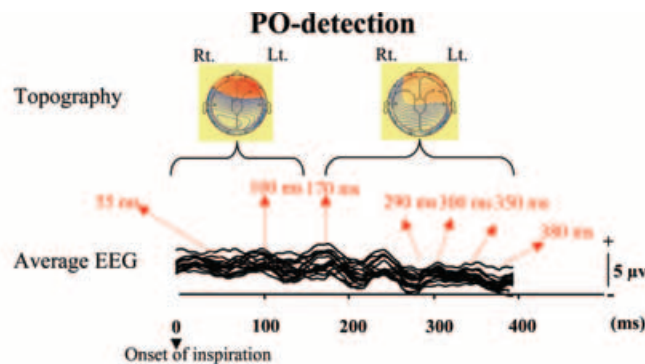 PO-detection
Rt. Lt. Rt. Lt.
Topography
55 ms 100 ms 170 ms 290 ms 300 ms 350 ms
380 ms
Average EEG
+
5 μv
-
0 100 200 300 400 (ms)
Onset of inspiration